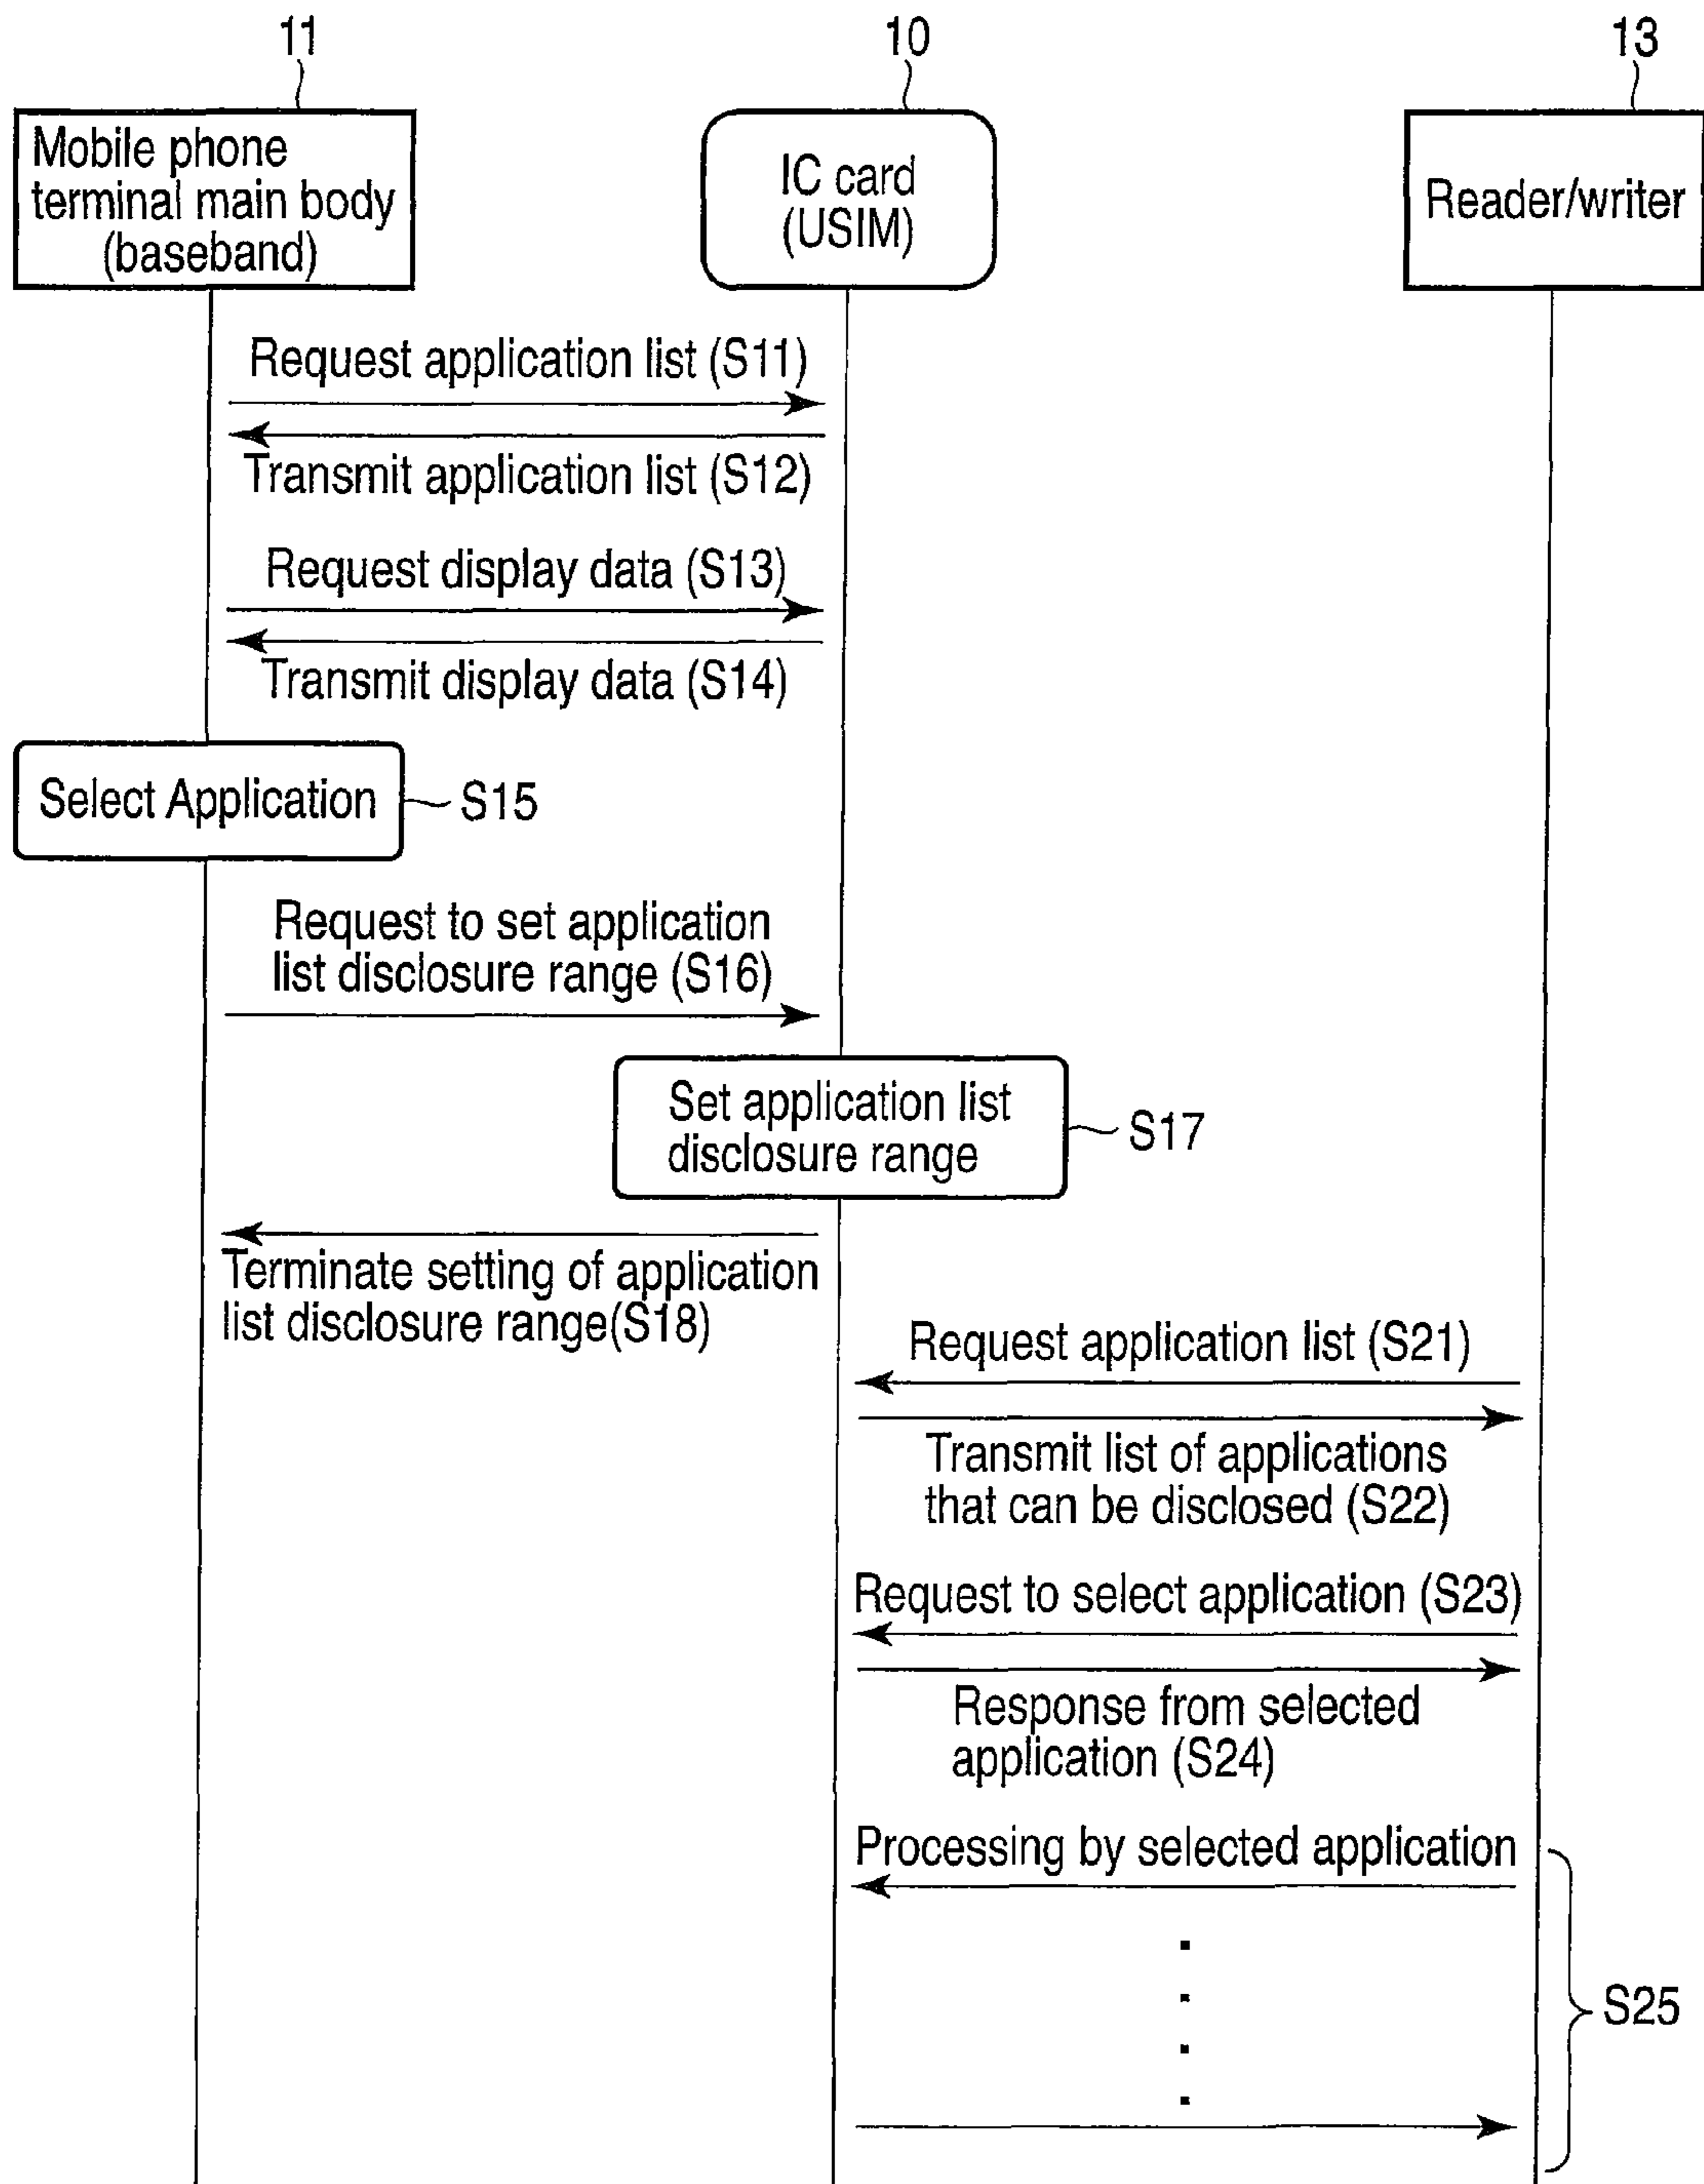 11
10
13
Mobile phone
terminal main body
(baseband)
IC card
(USIM)
Reader/writer
Request application list (S11)
Transmit application list (S12)
Request display data (S13)
Transmit display data (S14)
Select Application
S15
Request to set application
list disclosure range (S16)
Set application list
disclosure range
S17
Terminate setting of application
list disclosure range(S18)
Request application list (S21)
Transmit list of applications
that can be disclosed (S22)
Request to select application (S23)
Response from selected
application (S24)
Processing by selected application
S25